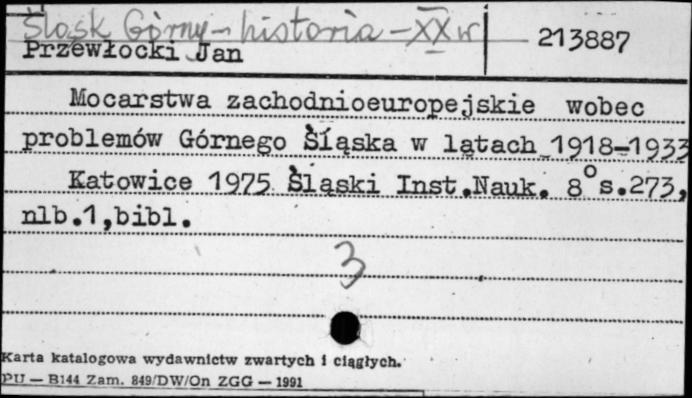 Śląsk Górny - historia - XX w
Przewłocki Jan 213887
Mocarstwa zachodnioeuropejskie wobec
problemów Górnego Śląska w lątach 1918-1933
Katowice 1975 Śląski Inst.Nauk. 8° s.273,
nlb.1,bibl.
3
Karta katalogowa wydawnictw zwartych i ciągłych.
PU — B144 Zam. 849/DW/On ZGG — 1991